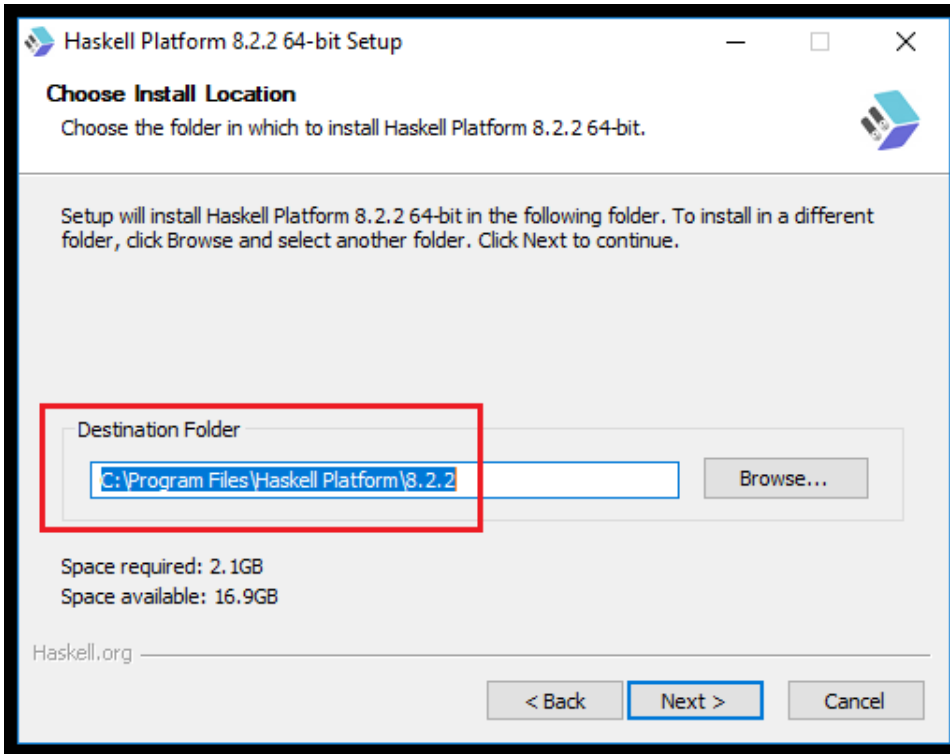 Haskell Platform 8.2.2 64-bit Setup
Choose Install Location
Choose the folder in which to install Haskell Platform 8.2.2 64-bit.
Setup will install Haskell Platform 8.2.2 64-bit in the following folder. To install in a different
folder, click Browse and select another folder. Click Next to continue.
Destination Folder
C:\Program Files\Haskell Platform\8.2.2
Browse...
Space required: 2.1GB
Space available: 16.9GB
Haskell.org
< Back Next > Cancel